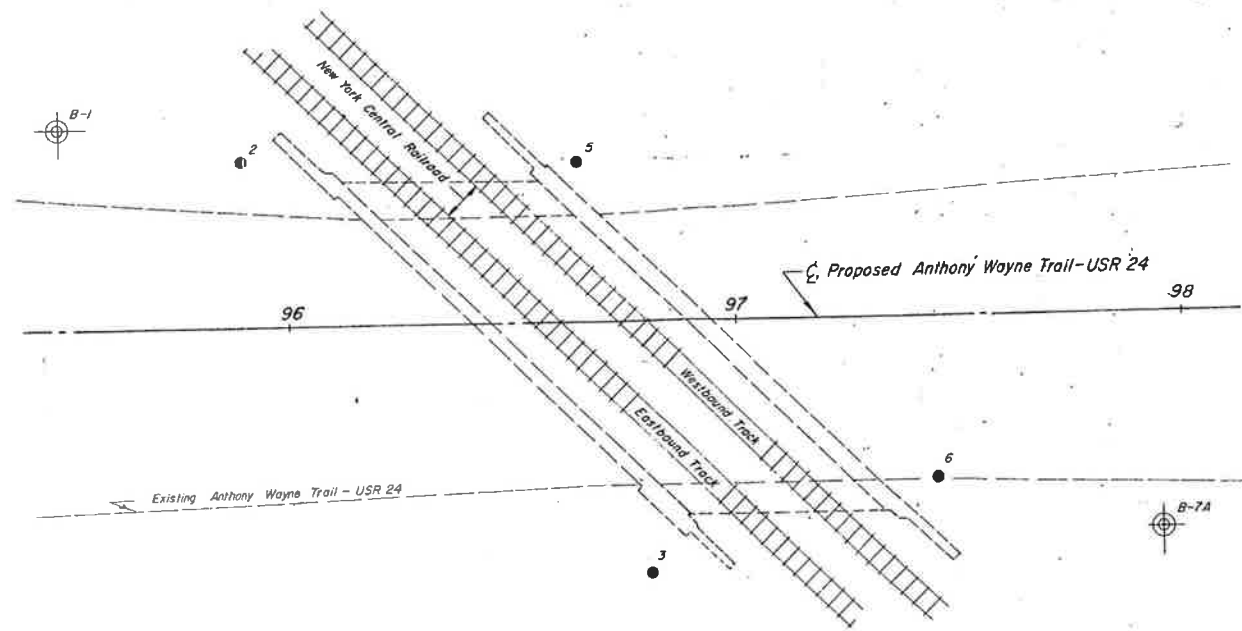 B-1
2
5
New York Central Railroad
℄ Proposed Anthony Wayne Trail-USR 24
96
97
98
Westbound Track
Eastbound Track
6
Existing Anthony Wayne Trail - USR 24
B-7A
3